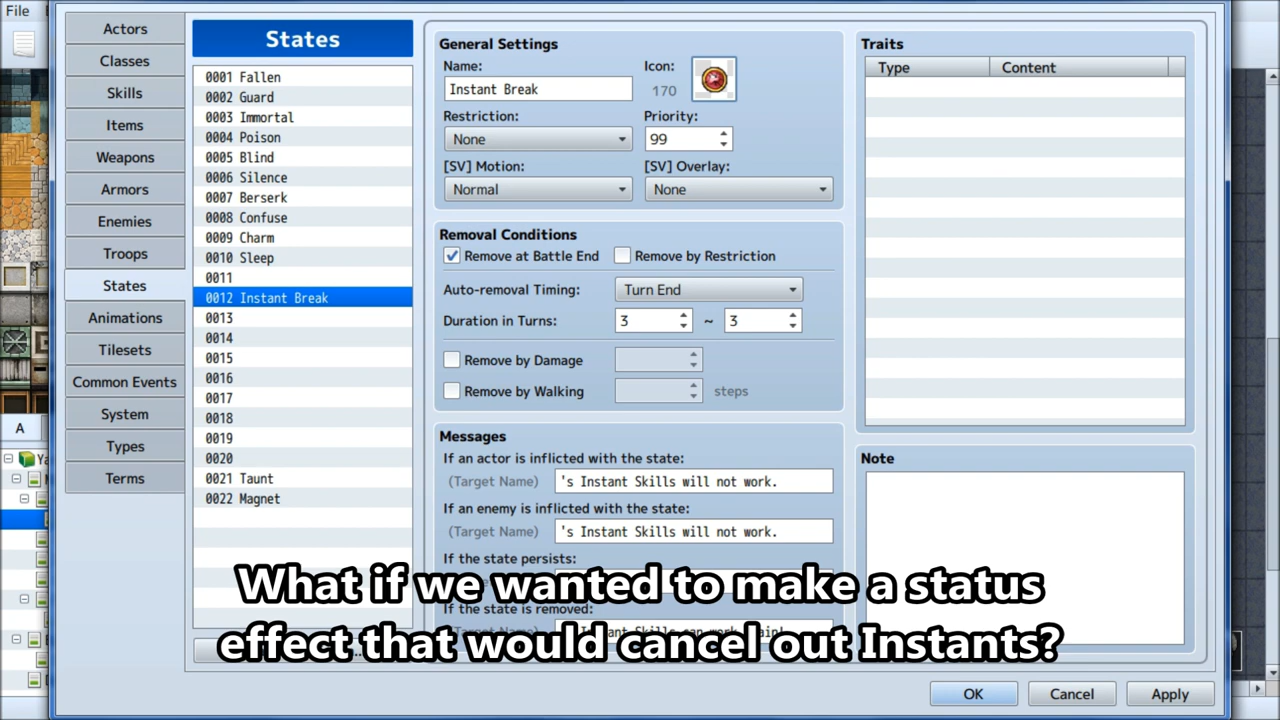 File
Actors
Classes
Skills
Items
Weapons
Armors
Enemies
Troops
States
Animations
Tilesets
Common Events
System
Types
Terms
A
States
0001 Fallen
0002 Guard
0003 Immortal
0004 Poison
0005 Blind
0006 Silence
0007 Berserk
0008 Confuse
0009 Charm
0010 Sleep
0011
0012 Instant Break
0013
0014
0015
0016
0017
0018
0019
0020
0021 Taunt
0022 Magnet
General Settings
Name: Icon:
Instant Break 170
Restriction: Priority:
None 99
[SV] Motion: [SV] Overlay:
Normal None
Removal Conditions
Remove at Battle End Remove by Restriction
Auto-removal Timing: Turn End
Duration in Turns: 3 ~ 3
Remove by Damage
Remove by Walking steps
Messages
If an actor is inflicted with the state:
(Target Name) 's Instant Skills will not work.
If an enemy is inflicted with the state:
(Target Name) 's Instant Skills will not work.
If the state persists:
If the state is removed:
Traits
Type Content
Note
What if we wanted to make a status
effect that would cancel out Instants?
OK Cancel Apply